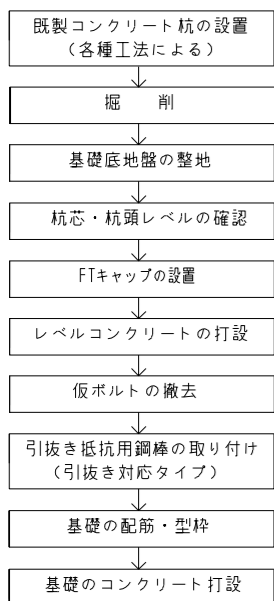 既製コンクリート杭の設置
（各種工法による）
掘　削
基礎底地盤の整地
杭芯・杭頭レベルの確認
FTキャップの設置
レベルコンクリートの打設
仮ボルトの撤去
引抜き抵抗用鋼棒の取り付け
（引抜き対応タイプ）
基礎の配筋・型枠
基礎のコンクリート打設